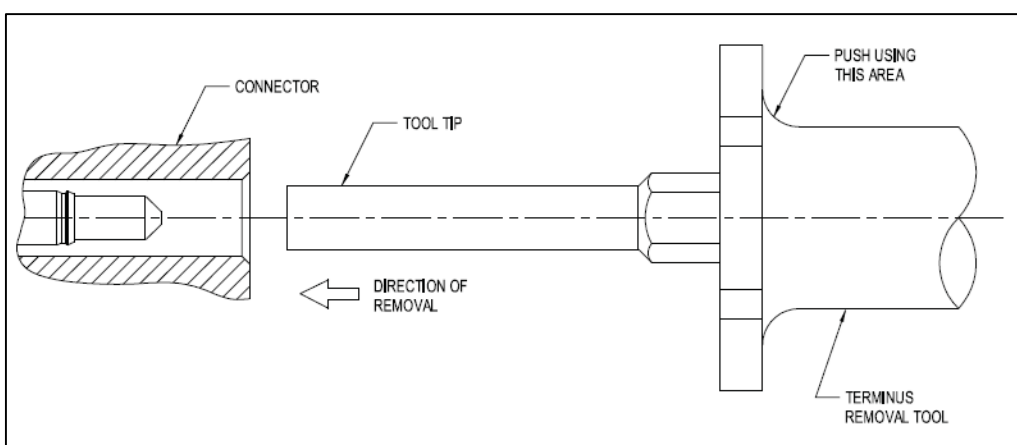 PUSH USING
THIS AREA
CONNECTOR
TOOL TIP
DIRECTION OF
REMOVAL
TERMINUS
REMOVAL TOOL